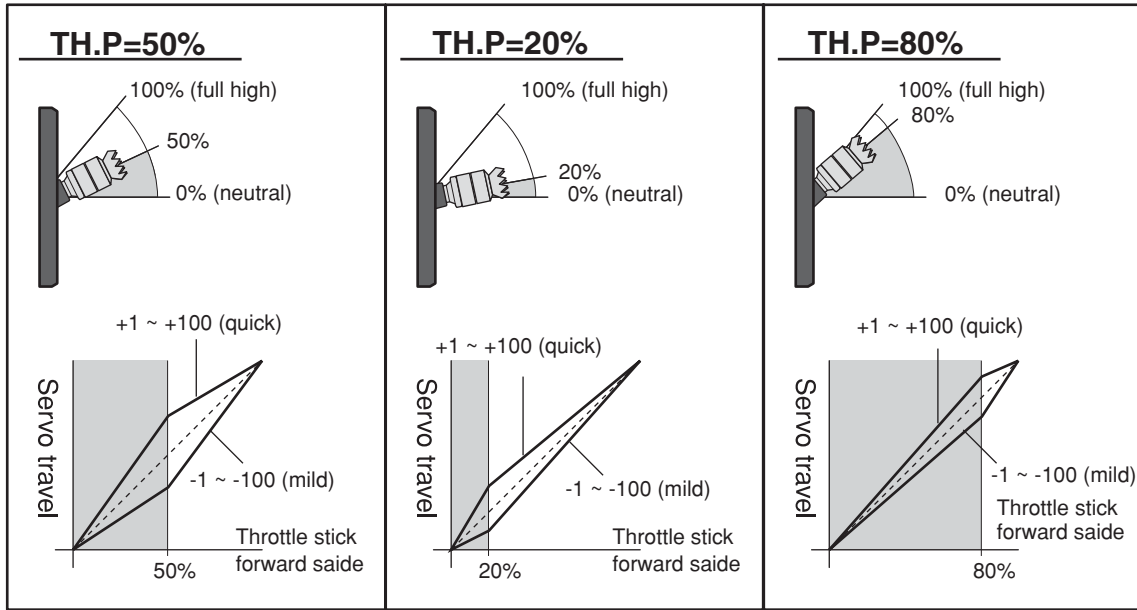 TH.P=50%
100% (full high)
50%
0% (neutral)
+1 ~ +100 (quick)
Servo travel
-1 ~ -100 (mild)
Throttle stick
forward saide
50%
TH.P=20%
100% (full high)
20%
0% (neutral)
+1 ~ +100 (quick)
Servo travel
-1 ~ -100 (mild)
Throttle stick
forward saide
20%
TH.P=80%
100% (full high)
80%
0% (neutral)
+1 ~ +100 (quick)
Servo travel
-1 ~ -100 (mild)
Throttle stick
forward saide
80%